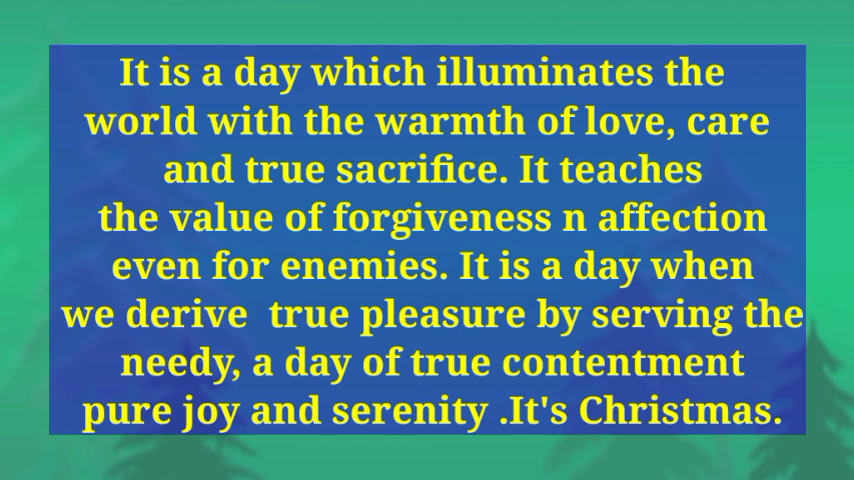 It is a day which illuminates the
world with the warmth of love, care
and true sacrifice. It teaches
the value of forgiveness n affection
even for enemies. It is a day when
we derive  true pleasure by serving the
needy, a day of true contentment
pure joy and serenity .It's Christmas.